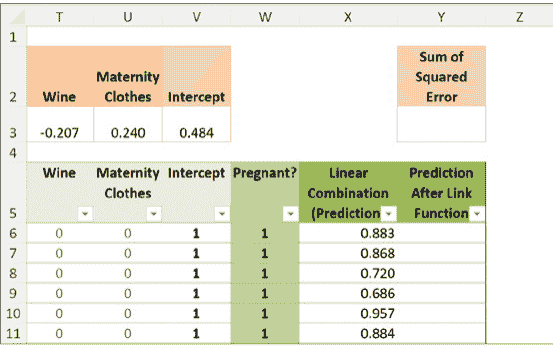 T U V W X Y Z
1
Sum of
Maternity Squared
2 Wine Clothes Intercept Error
3 -0.207 0.240 0.484
4
Wine Maternity Intercept Pregnant? Linear Prediction
Clothes Combination After Link
5 (Prediction Function
6 0 0 1 1 0.883
7 0 0 1 1 0.868
8 0 0 1 1 0.720
9 0 0 1 1 0.686
10 0 0 1 1 0.957
11 0 0 1 1 0.884